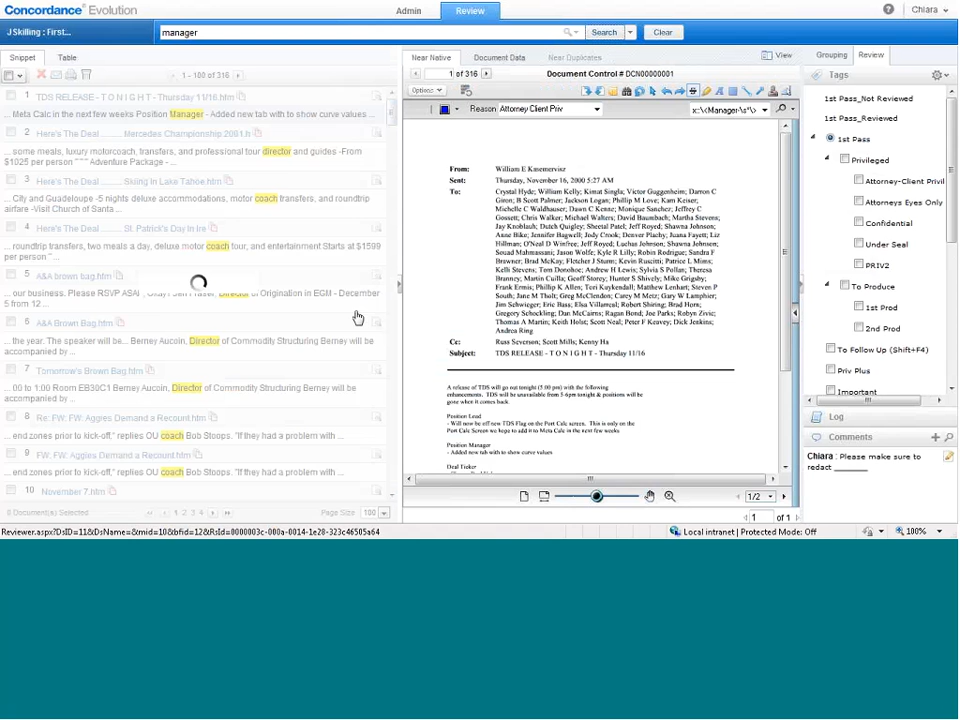 Concordance® Evolution
Admin
Review
Chiara
J Skilling : First...
manager
Search
Clear
Snippet
Table
Near Native
Document Data
Near Duplicates
View
Grouping
Review
1 - 100 of 316
1 of 316
Document Control # DCN00000001
Tags
Options
Reason Attorney Client Priv
x:\<Manager\s*\>
1 TDS RELEASE - T O N I G H T - Thursday 11/16.htm
... Meta Calc in the next few weeks Position Manager - Added new tab with to show curve values ...
2 Here's The Deal ........ Mercedes Championship 2001.h
... some meals, luxury motorcoach, transfers, and professional tour director and guides -From
$1025 per person ~~~ Adventure Package - ...
3 Here's The Deal ........ Skiing In Lake Tahoe.htm
... City and Guadeloupe -5 nights deluxe accommodations, motor coach transfers, and roundtrip
airfare -Visit Church of Santa ...
4 Here's The Deal ........ St. Patrick's Day In Ire
... roundtrip transfers, two meals a day, deluxe motor coach tour, and entertainment Starts at $1599
per person ~ ...
5 A&A brown bag.htm
... our business. Please RSVP ASAP Director of Origination in EGM - December
5 from 12...
6 A&A Brown Bag.htm
... the year. The speaker will be... Berney Aucoin, Director of Commodity Structuring Berney will be
accompanied by ...
7 Tomorrow's Brown Bag.htm
... 00 to 1:00 Room EB30C1 Berney Aucoin, Director of Commodity Structuring Berney will be
accompanied by ...
8 Re: FW: FW: Aggies Demand a Recount.htm
... end zones prior to kick-off," replies OU coach Bob Stoops. "If they had a problem with ...
9 FW: FW: Aggies Demand a Recount.htm
... end zones prior to kick-off," replies OU coach Bob Stoops. "If they had a problem with ...
10 November 7.htm
0 Document(s) Selected
1 2 3 4
Page Size 100
From: William E Kasemervisz
Sent: Thursday, November 16, 2000 5:27 AM
To: Crystal Hyde; William Kelly; Kimat Singla; Victor Guggenheim; Darron C
Giron; B Scott Palmer; Jackson Logan; Phillip M Love; Kam Keiser;
Michelle C Waldhauser; Dawn C Kenne; Monique Sanchez; Jeffrey C
Gossett; Chris Walker; Michael Walters; David Baumbach; Martha Stevens;
Jay Knoblauh; Dutch Quigley; Sheetal Patel; Jeff Royed; Shawna Johnson;
Anne Bike; Jennifer Bagwell; Jody Crook; Denver Plachy; Juana Fayett; Liz
Hillman; O'Neal D Winfree; Jeff Royed; Luchas Johnson; Shawna Johnson;
Souad Mahmassani; Jason Wolfe; Kyle R Lilly; Robin Rodrigue; Sandra F
Brawner; Brad McKay; Fletcher J Sturm; Kevin Ruscitti; Patrice L Mims
Kelli Stevens; Tom Donohoe; Andrew H Lewis; Sylvia S Pollan; Theresa
Branney; Martin Cuilla; Geoff Storey; Hunter S Shively; Mike Grigsby;
Frank Ermis; Phillip K Allen; Tori Kuykendall; Matthew Lenhart; Steven P
South; Jane M Tholt; Greg McClendon; Carey M Metz; Gary W Lamphier;
Jim Schwieger; Eric Bass; Elsa Villarreal; Robert Shiring; Brad Horn;
Gregory Schockling; Dan McCairns; Ragan Bond; Joe Parks; Robyn Zivic;
Thomas A Martin; Keith Holst; Scott Neal; Peter F Keavey; Dick Jenkins;
Andrea Ring
Cc: Russ Severson; Scott Mills; Kenny Ha
Subject: TDS RELEASE - T O N I G H T - Thursday 11/16
A release of TDS will go out tonight (5:00 pm) with the following
enhancements. TDS will be unavailable from 5-6pm tonight & positions will be
gone when it comes back.
Position Lead
- Will now be off new TDS Flag on the Port Calc screen. This is only on the
Port Calc Screen we hope to add it to Meta Calc in the next few weeks
Position Manager
- Added new tab with to show curve values
Deal Ticker
1/2
1 of 1
1st Pass_Not Reviewed
1st Pass_Reviewed
1st Pass
Privileged
Attorney-Client Privil
Attorneys Eyes Only
Confidential
Under Seal
PRIV2
To Produce
1st Prod
2nd Prod
To Follow Up (Shift+F4)
Priv Plus
Important
Log
Comments
Chiara : Please make sure to
redact ________
Reviewer.aspx?DsID=11&DsName=&mid=10&bfid=12&RsId=0000003c-000a-0014-1e28-323c46505a64
Local intranet | Protected Mode: Off
100%